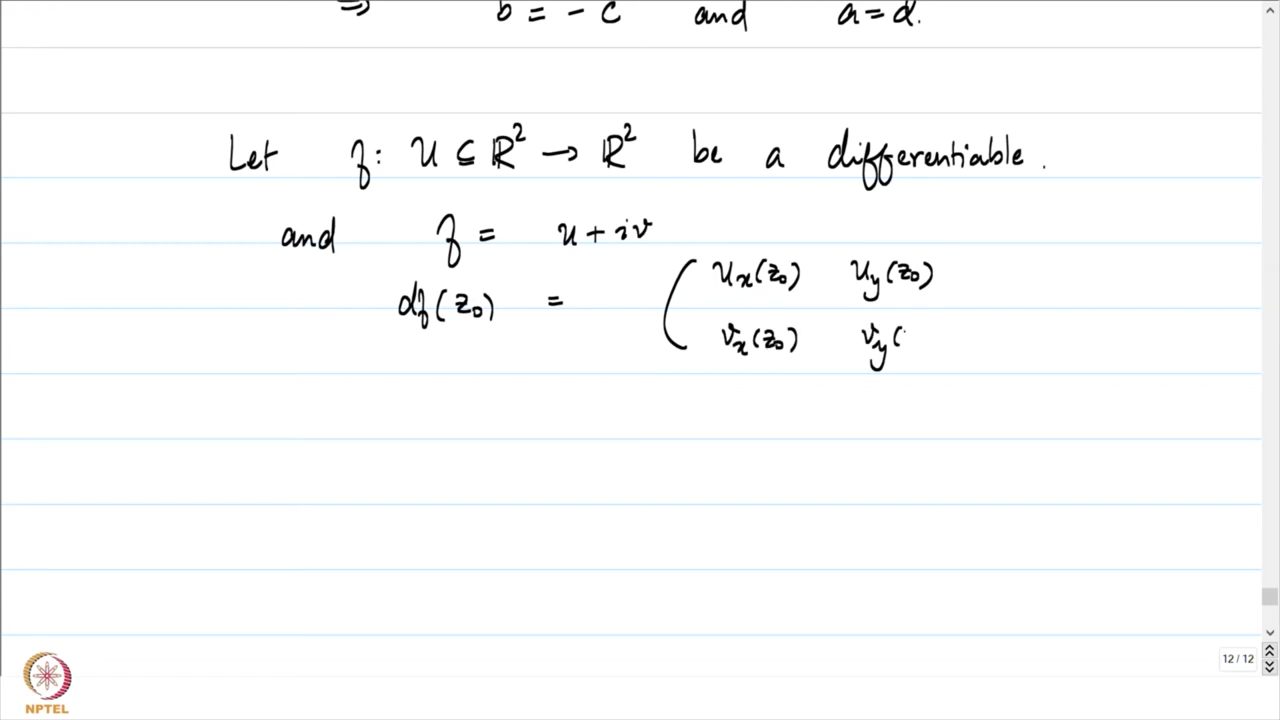 ⇒ b = - c and a = d.
Let f: U ⊆ ℝ² → ℝ² be a differentiable.
and f = u + iv
df(z₀) = ( uₓ(z₀) u_y(z₀)
vₓ(z₀) v_y(
12 / 12
NPTEL